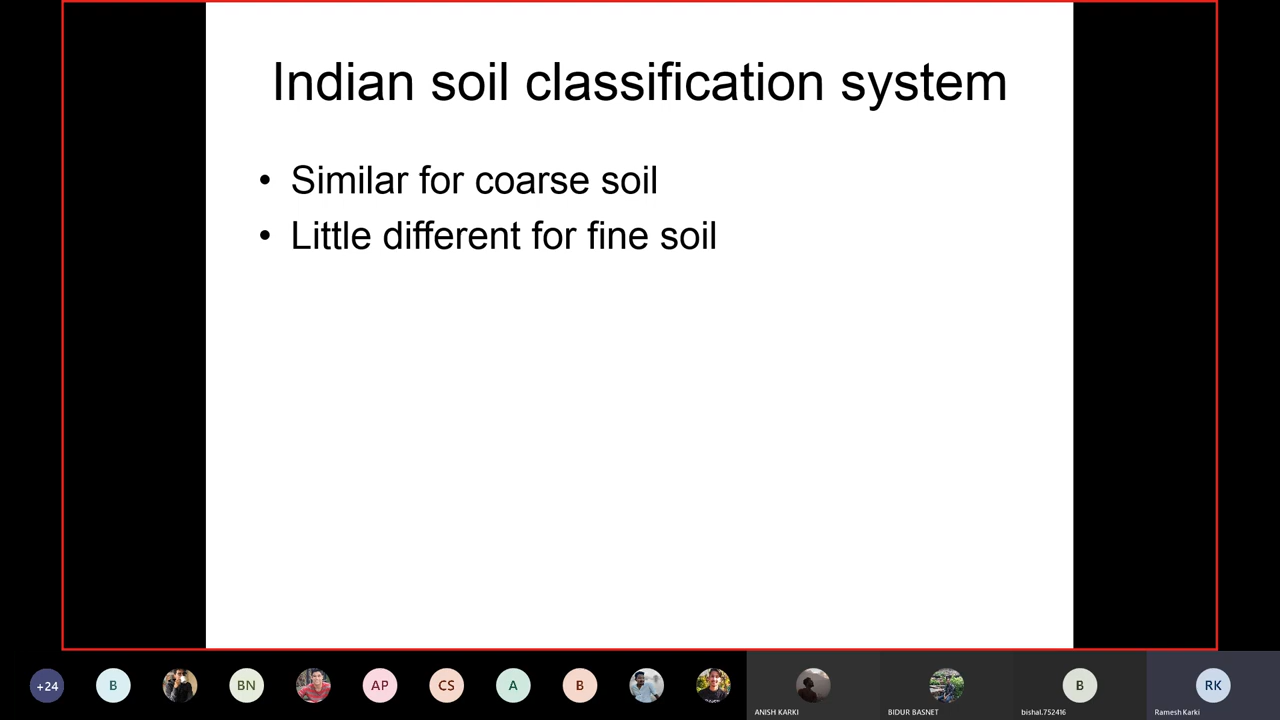 Indian soil classification system
• Similar for coarse soil
• Little different for fine soil
+24
B
BN
AP
CS
A
B
B
RK
ANISH KARKI
BIDUR BASNET
bishal.752416
Ramesh Karki